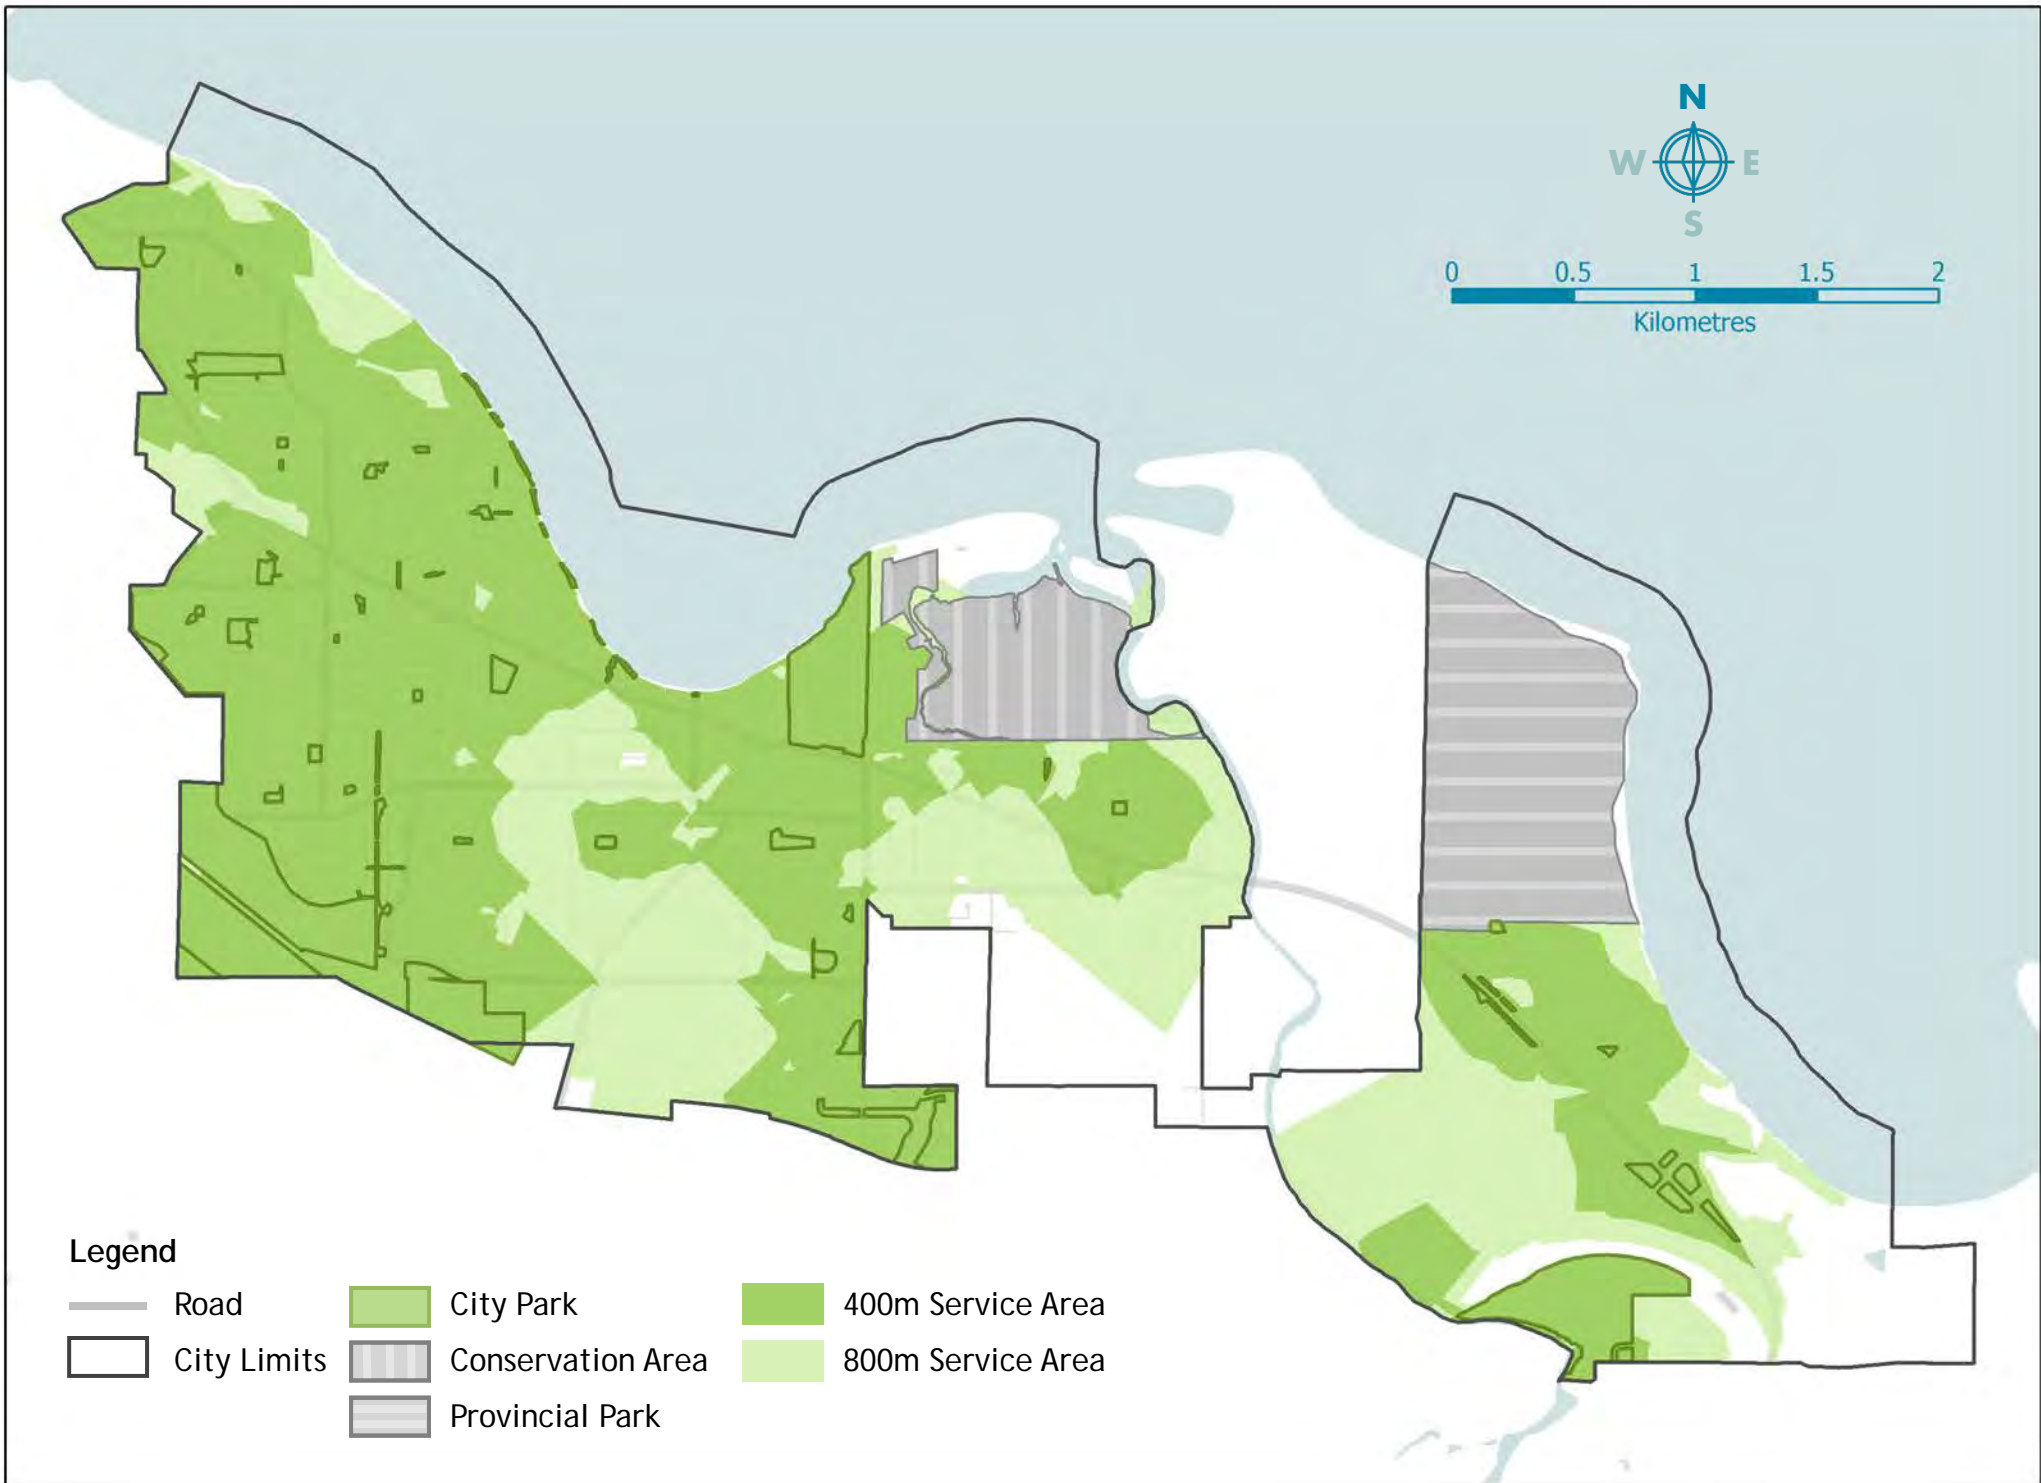 N
W E
S
0 0.5 1 1.5 2
Kilometres
Legend
Road
City Limits
City Park
Conservation Area
Provincial Park
400m Service Area
800m Service Area